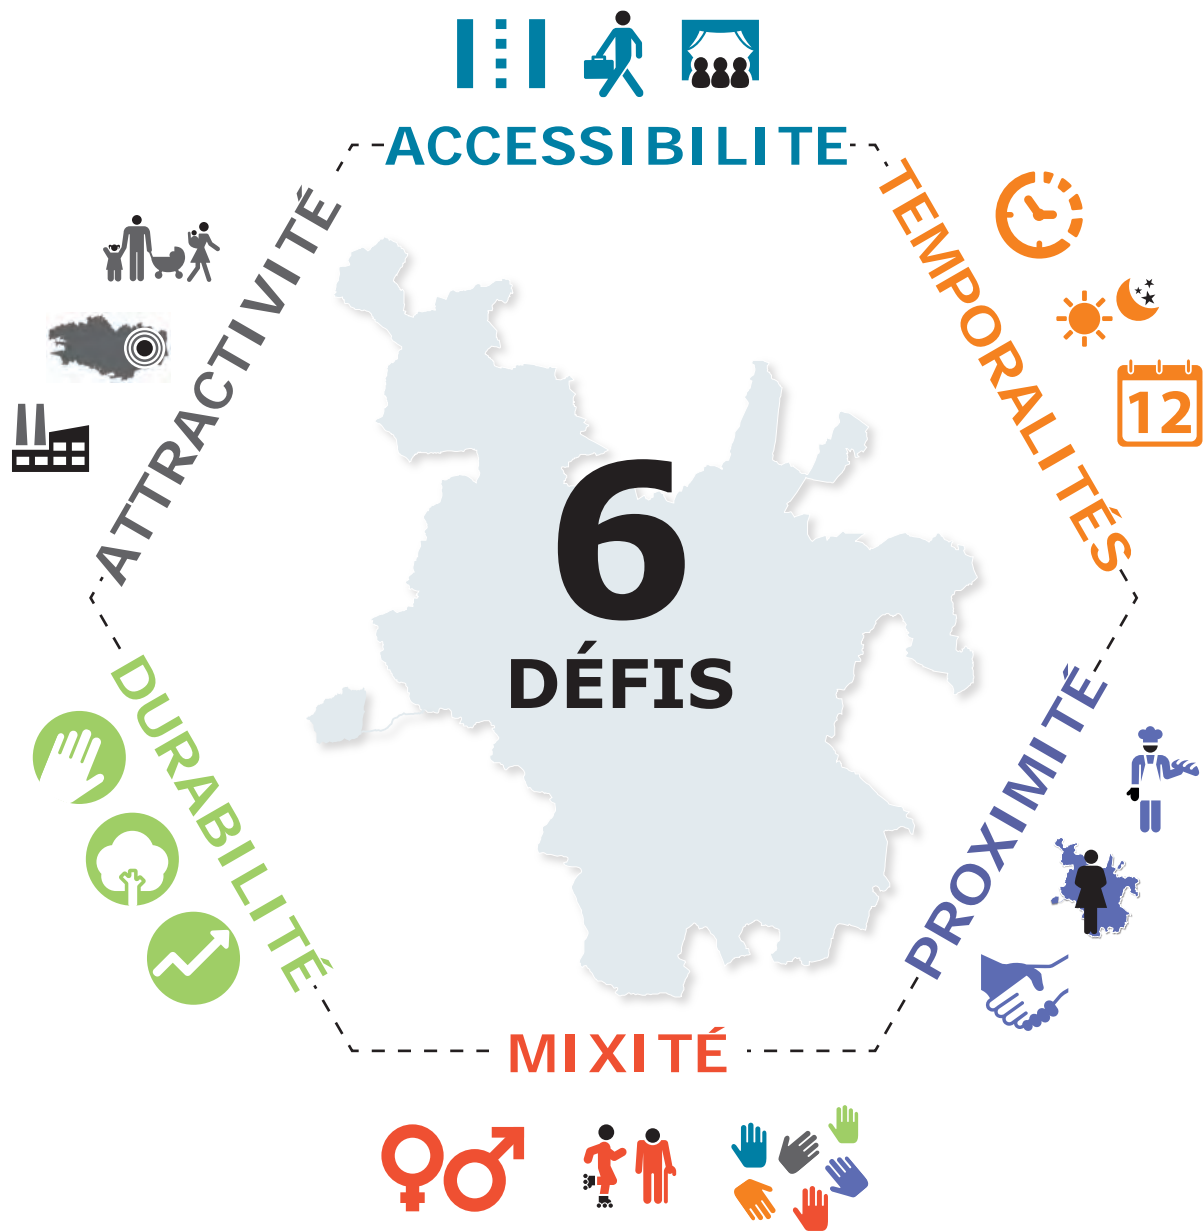 ACCESSIBILITE
TEMPORALITÉS
12
ATTRACTIVITÉ
6
DÉFIS
DURABILITÉ
PROXIMITÉ
MIXITÉ